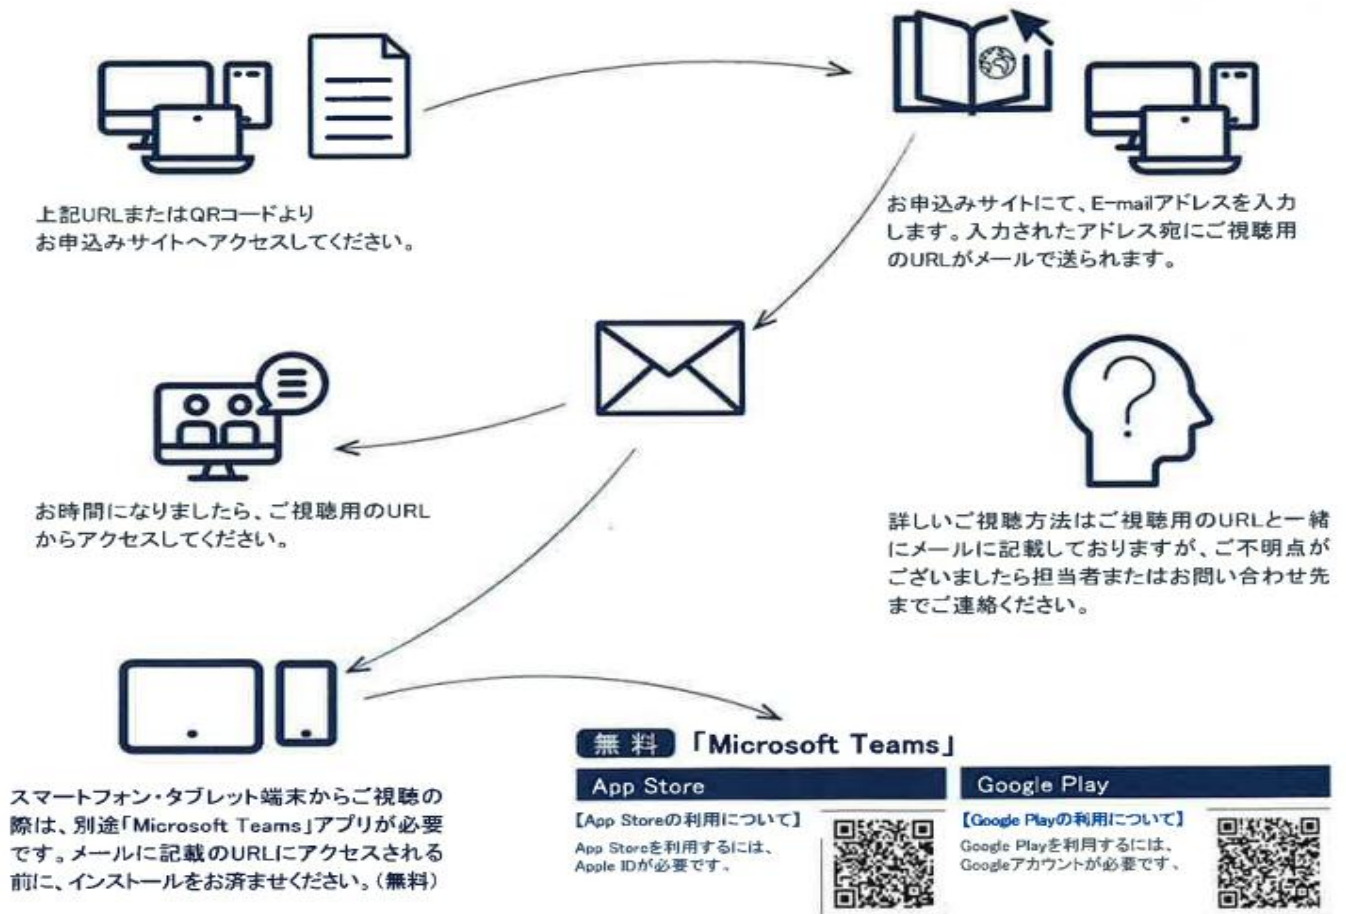 上記URLまたはQRコードより
お申込みサイトへアクセスしてください。
お申込みサイトにて、E-mailアドレスを入力
します。入力されたアドレス宛にご視聴用
のURLがメールで送られます。
お時間になりましたら、ご視聴用のURL
からアクセスしてください。
詳しいご視聴方法はご視聴用のURLと一緒
にメールに記載しておりますが、ご不明点が
ございましたら担当者またはお問い合わせ先
までご連絡ください。
スマートフォン・タブレット端末からご視聴の
際は、別途「Microsoft Teams」アプリが必要
です。メールに記載のURLにアクセスされる
前に、インストールをお済ませください。(無料)
無料「Microsoft Teams」
App Store
【App Storeの利用について】
App Storeを利用するには、
Apple IDが必要です。
Google Play
【Google Playの利用について】
Google Playを利用するには、
Googleアカウントが必要です。